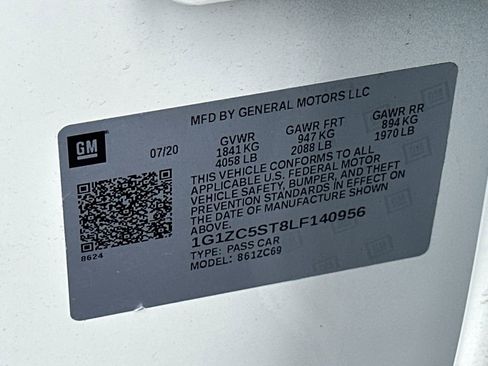 MFD BY GENERAL MOTORS LLC
GM
07/20
GVWR GAWR FRT GAWR RR
1841 KG 947 KG 894 KG
4058 LB 2088 LB 1970 LB
THIS VEHICLE CONFORMS TO ALL
APPLICABLE U.S. FEDERAL MOTOR
VEHICLE SAFETY, BUMPER, AND THEFT
PREVENTION STANDARDS IN EFFECT ON
THE DATE OF MANUFACTURE SHOWN ABOVE.
1G1ZC5ST8LF140956
TYPE: PASS CAR
MODEL: 861ZC69
8624